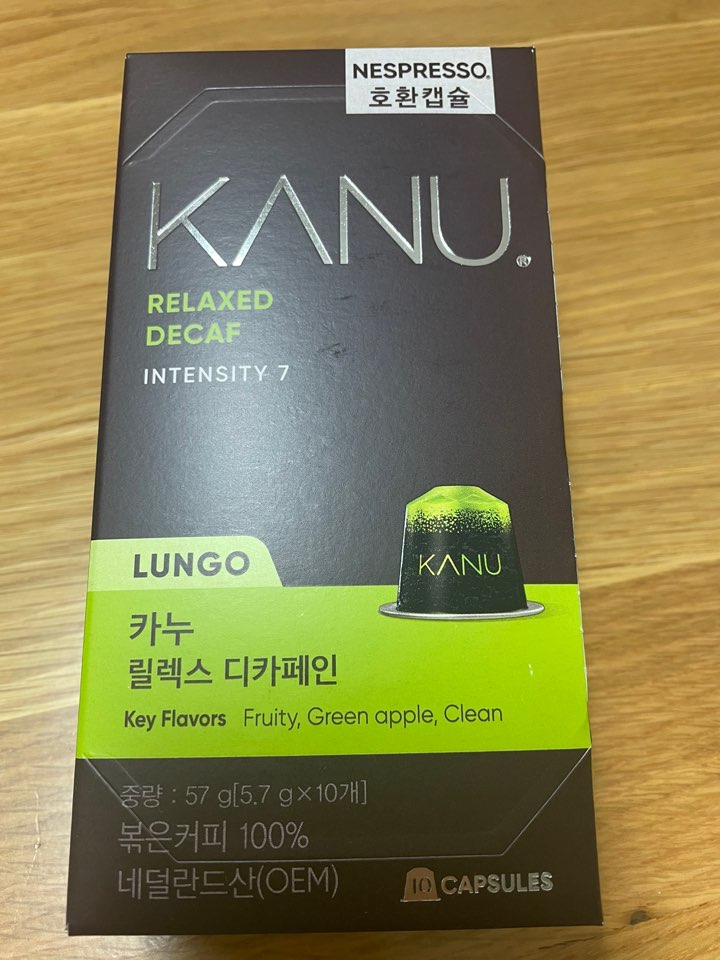 NESPRESSO®
호환캡슐
KANU®
RELAXED
DECAF
INTENSITY 7
KANU
LUNGO
카누
릴렉스 디카페인
Key Flavors Fruity, Green apple, Clean
중량 : 57 g[5.7 g×10개]
볶은커피 100%
네덜란드산(OEM)
10 CAPSULES